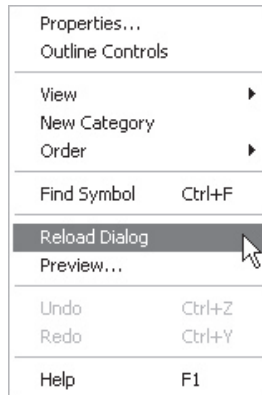 Properties...
Outline Controls
View
New Category
Order
Find Symbol Ctrl+F
Reload Dialog
Preview...
Undo Ctrl+Z
Redo Ctrl+Y
Help F1